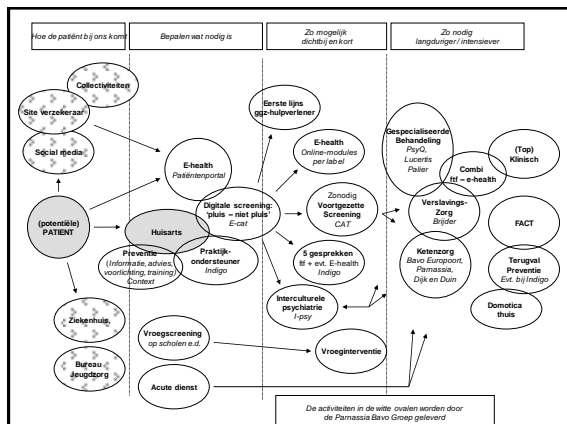 Hoe de patiënt bij ons komt
Bepalen wat nodig is
Zo mogelijk
dichtbij en kort
Zo nodig
langduriger / intensiever
Collectiviteiten
Site verzekeraar
Social media
(potentiële)
PATIENT
Ziekenhuis,
Bureau
Jeugdzorg
E-health
Patiëntenportal
Digitale screening:
'pluis – niet pluis'
E-cat
Huisarts
Preventie
(Informatie, advies,
voorlichting, training)
Context
Praktijk-
ondersteuner
Indigo
Vroegscreening
op scholen e.d.
Acute dienst
Eerste lijns
ggz-hulpverlener
E-health
Online-modules
per label
Zonodig
Voortgezette
Screening
CAT
5 gesprekken
ftf + evt. E-health
Indigo
Interculturele
psychiatrie
I-psy
Vroeginterventie
Gespecialiseerde
Behandeling
PsyQ,
Lucertis
Palier
Combi
ftf – e-health
Verslavings-
Zorg
Brijder
Ketenzorg
Bavo Europoort,
Parnassia,
Dijk en Duin
(Top)
Klinisch
FACT
Terugval
Preventie
Evt. bij Indigo
Domotica
thuis
De activiteiten in de witte ovalen worden door
de Parnassia Bavo Groep geleverd